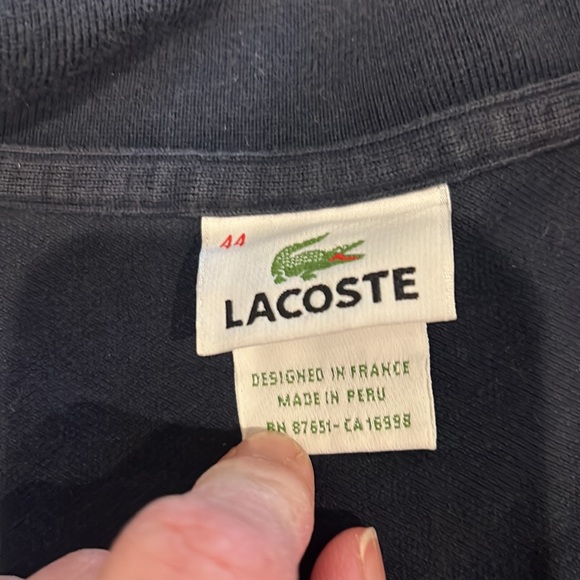 44
LACOSTE
DESIGNED IN FRANCE
MADE IN PERU
RN 87651-CA16998